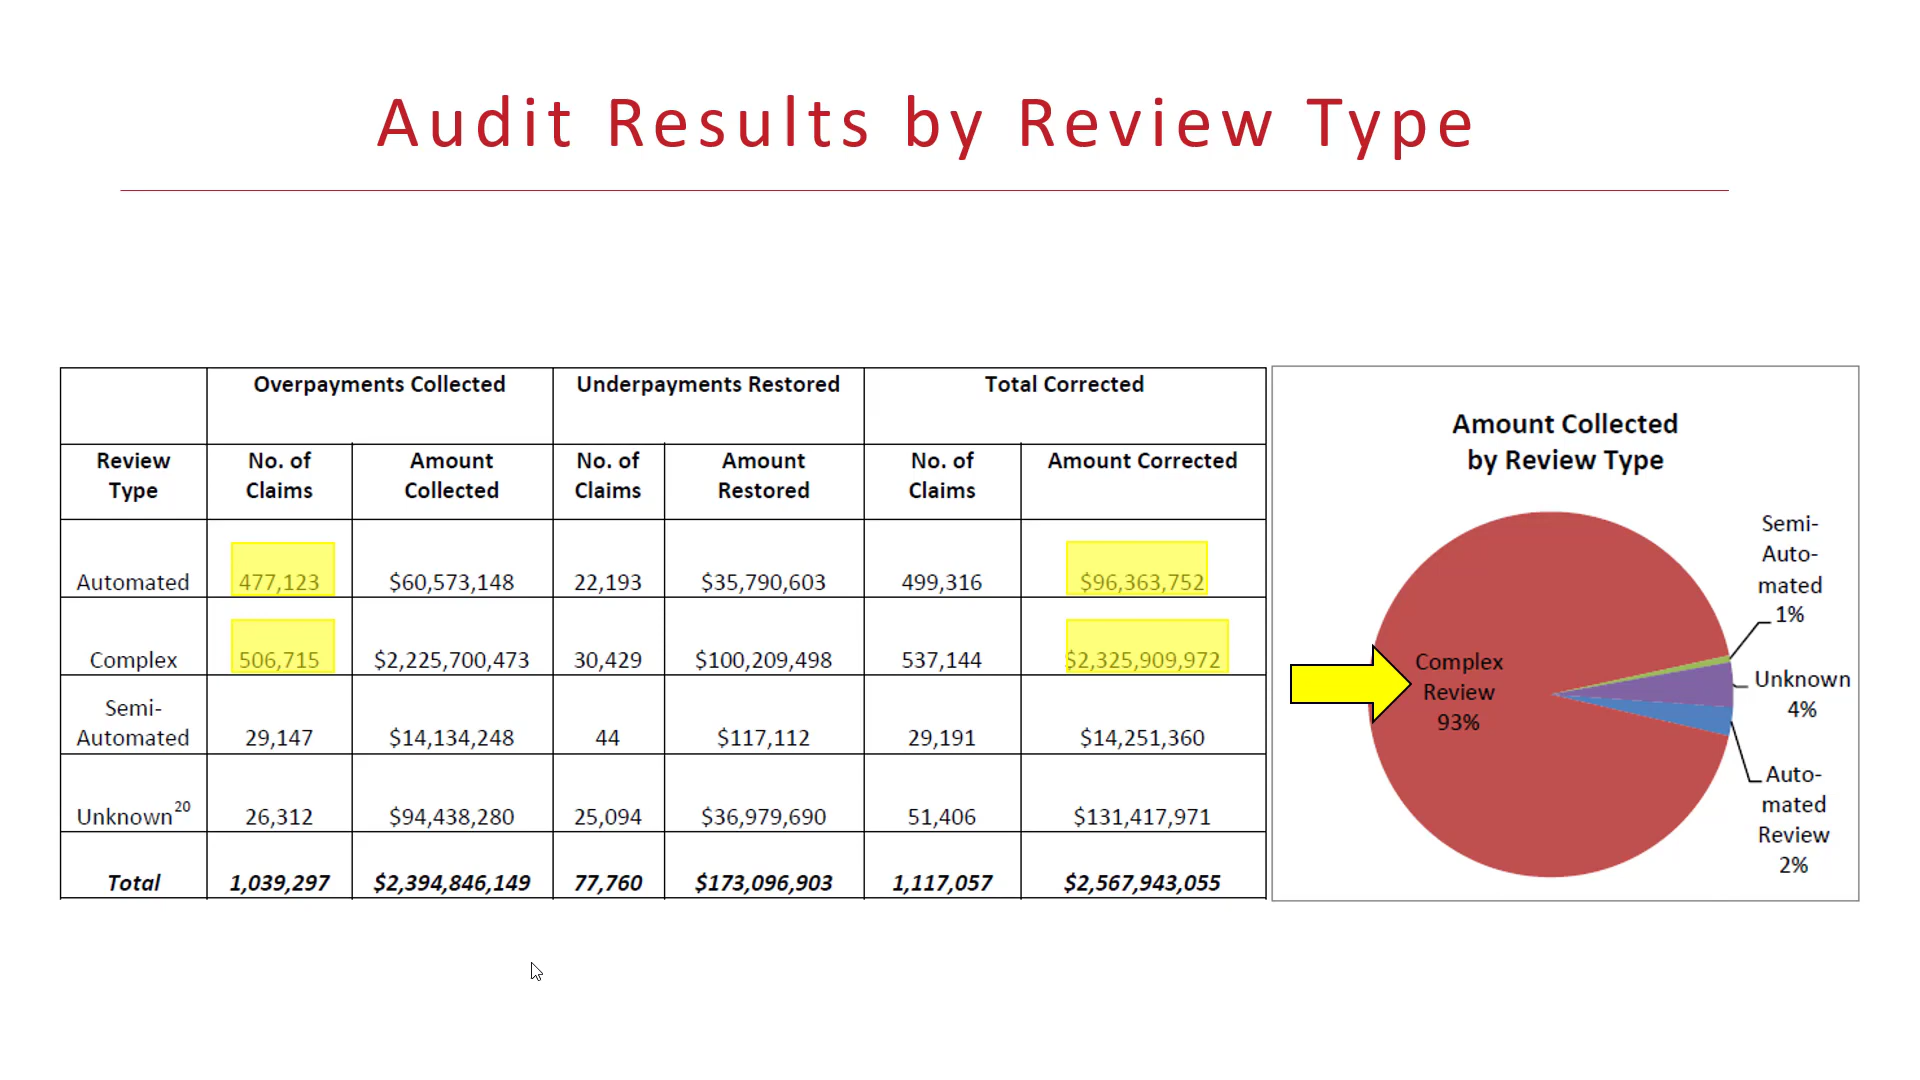 Audit Results by Review Type
Overpayments Collected Underpayments Restored Total Corrected
Review Type No. of Claims Amount Collected No. of Claims Amount Restored No. of Claims Amount Corrected
Automated 477,123 $60,573,148 22,193 $35,790,603 499,316 $96,363,752
Complex 506,715 $2,225,700,473 30,429 $100,209,498 537,144 $2,325,909,972
Semi-
Automated 29,147 $14,134,248 44 $117,112 29,191 $14,251,360
Unknown20 26,312 $94,438,280 25,094 $36,979,690 51,406 $131,417,971
Total 1,039,297 $2,394,846,149 77,760 $173,096,903 1,117,057 $2,567,943,055
Amount Collected
by Review Type
Semi-
Auto-
mated
1%
Complex
Review
93%
Unknown
4%
Auto-
mated
Review
2%